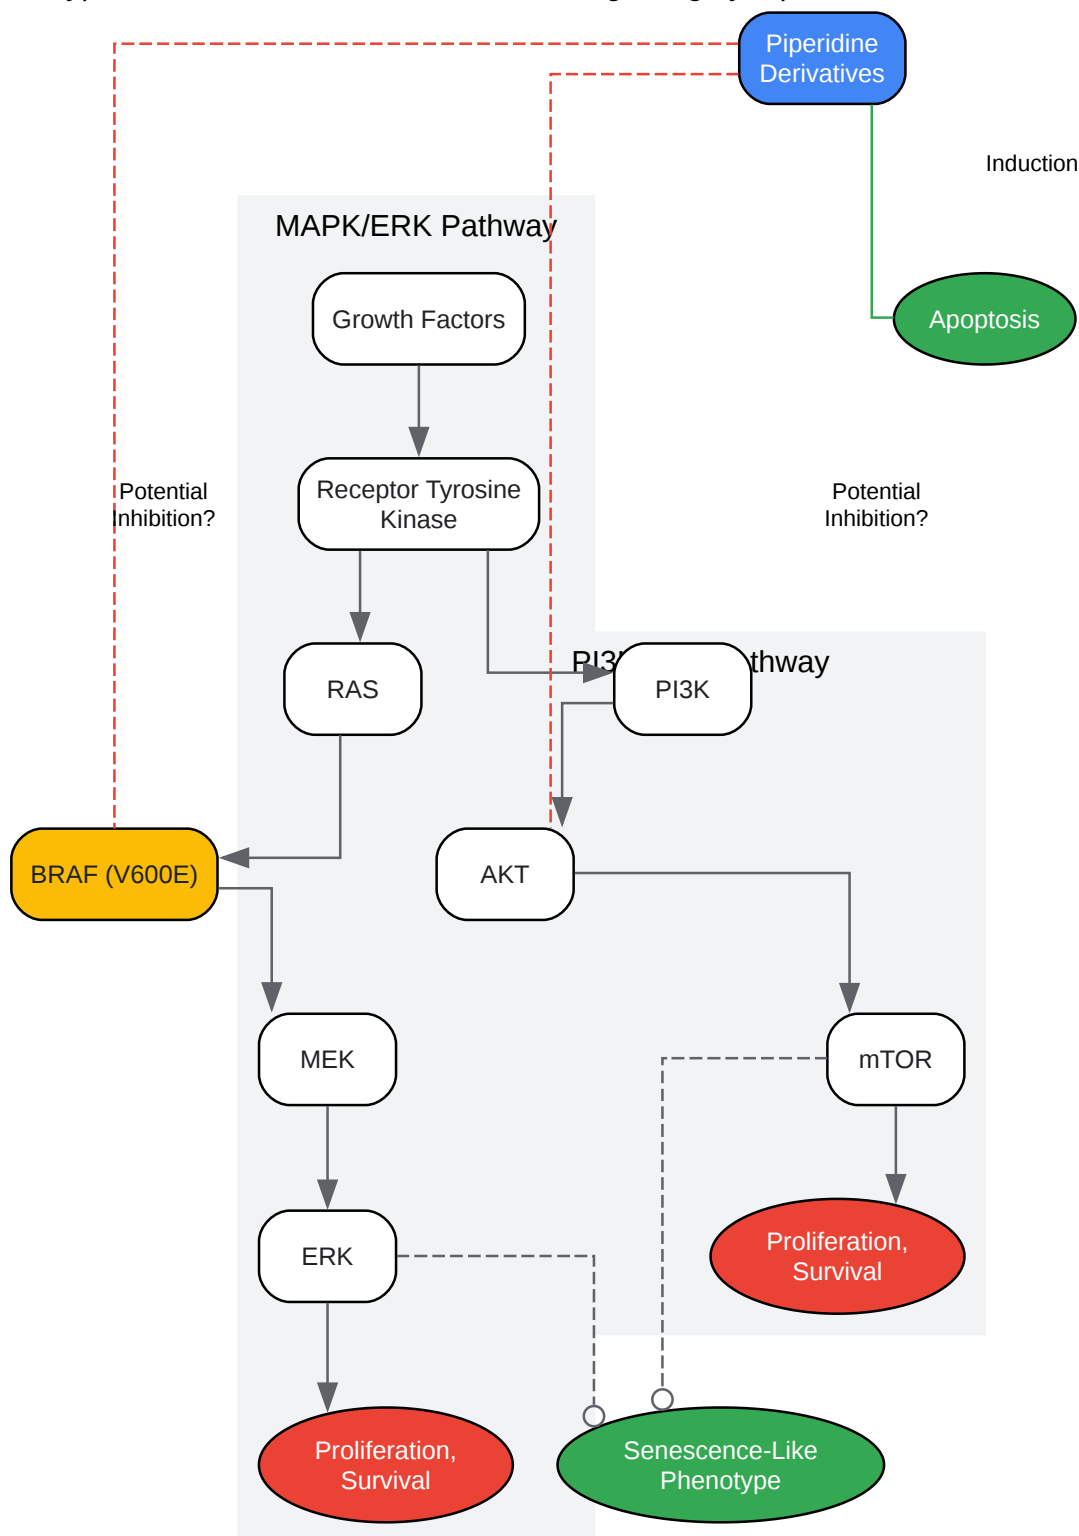 Piperidine
Derivatives
Induction
MAPK/ERK Pathway
Growth Factors
Apoptosis
Potential
Inhibition?
Receptor Tyrosine
Kinase
Potential
Inhibition?
RAS
PI3K
thway
BRAF (V600E)
AKT
MEK
mTOR
ERK
Proliferation,
Survival
Proliferation,
Survival
Senescence-Like
Phenotype